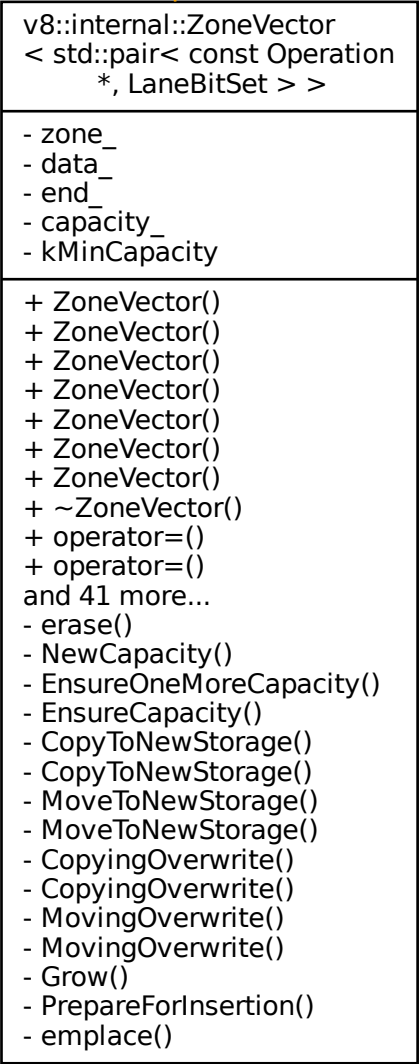 v8::internal::ZoneVector
< std::pair< const Operation
*, LaneBitSet > >
- zone_
- data_
- end_
- capacity_
- kMinCapacity
+ ZoneVector()
+ ZoneVector()
+ ZoneVector()
+ ZoneVector()
+ ZoneVector()
+ ZoneVector()
+ ZoneVector()
+ ~ZoneVector()
+ operator=()
+ operator=()
and 41 more...
- erase()
- NewCapacity()
- EnsureOneMoreCapacity()
- EnsureCapacity()
- CopyToNewStorage()
- CopyToNewStorage()
- MoveToNewStorage()
- MoveToNewStorage()
- CopyingOverwrite()
- CopyingOverwrite()
- MovingOverwrite()
- MovingOverwrite()
- Grow()
- PrepareForInsertion()
- emplace()